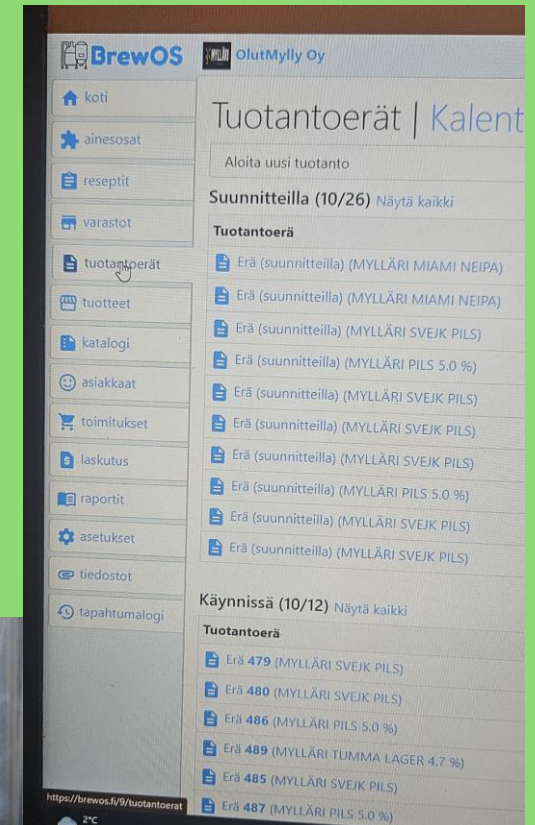 BrewOS
OlutMylly Oy
koti
ainesosat
reseptit
varastot
tuotantoerät
tuotteet
katalogi
asiakkaat
toimitukset
laskutus
raportit
asetukset
tiedostot
tapahtumalogi
Tuotantoerät | Kalent
Aloita uusi tuotanto
Suunnitteilla (10/26) Näytä kaikki
Tuotantoerä
Erä (suunnitteilla) (MYLLÄRI MIAMI NEIPA)
Erä (suunnitteilla) (MYLLÄRI MIAMI NEIPA)
Erä (suunnitteilla) (MYLLÄRI SVEJK PILS)
Erä (suunnitteilla) (MYLLÄRI PILS 5.0 %)
Erä (suunnitteilla) (MYLLÄRI SVEJK PILS)
Erä (suunnitteilla) (MYLLÄRI SVEJK PILS)
Erä (suunnitteilla) (MYLLÄRI SVEJK PILS)
Erä (suunnitteilla) (MYLLÄRI PILS 5.0 %)
Erä (suunnitteilla) (MYLLÄRI SVEJK PILS)
Erä (suunnitteilla) (MYLLÄRI SVEJK PILS)
Käynnissä (10/12) Näytä kaikki
Tuotantoerä
Erä 479 (MYLLÄRI SVEJK PILS)
Erä 480 (MYLLÄRI SVEJK PILS)
Erä 486 (MYLLÄRI PILS 5.0 %)
Erä 489 (MYLLÄRI TUMMA LAGER 4.7 %)
Erä 485 (MYLLÄRI SVEJK PILS)
Erä 487 (MYLLÄRI PILS 5.0 %)
https://brewos.fi/9/tuotantoerat
2°C